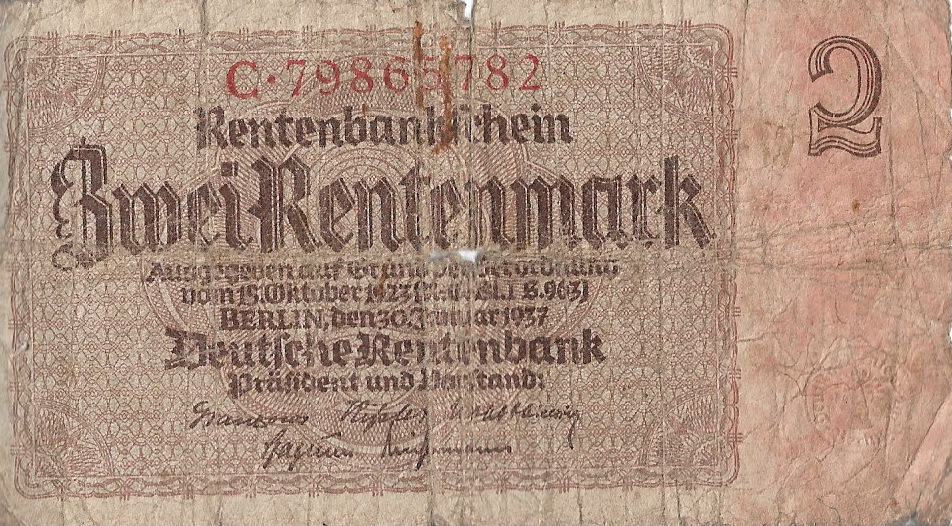 C·79865782
2
Rentenbankschein
Zwei Rentenmark
Ausgegeben auf Grund der Verordnung
vom 15. Oktober 1923 (R.G.Bl.I S.963)
BERLIN, den 30. Januar 1937
Deutsche Rentenbank
Präsident und Vorstand: